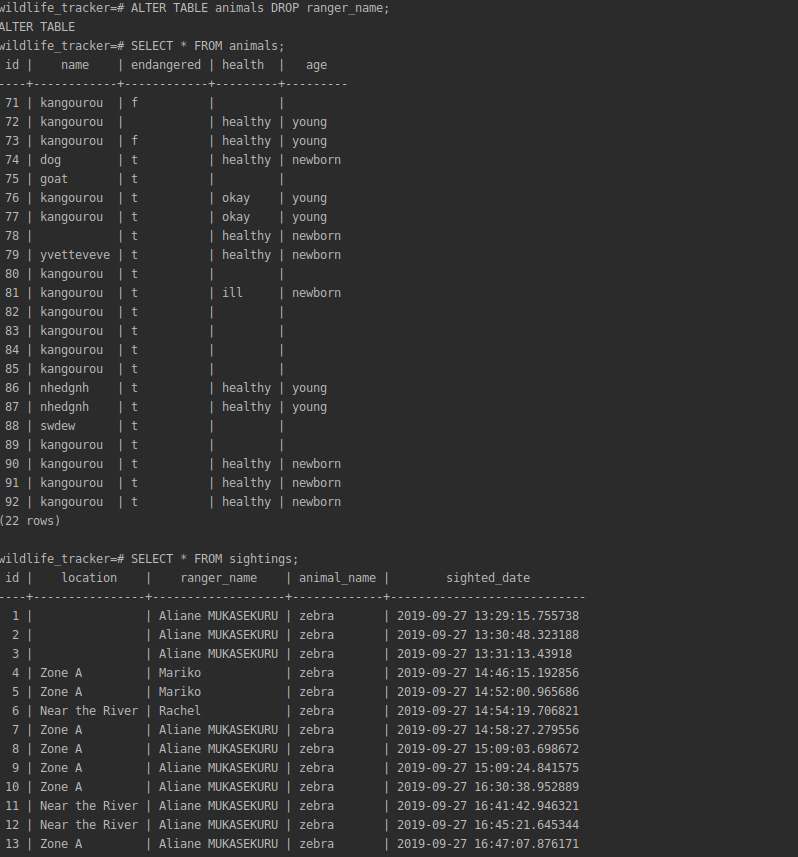 wildlife_tracker=# ALTER TABLE animals DROP ranger_name;
ALTER TABLE
wildlife_tracker=# SELECT * FROM animals;
 id |    name    | endangered | health  |   age
----+------------+------------+---------+---------
 71 | kangourou  | f          |         |
 72 | kangourou  |            | healthy | young
 73 | kangourou  | f          | healthy | young
 74 | dog        | t          | healthy | newborn
 75 | goat       | t          |         |
 76 | kangourou  | t          | okay    | young
 77 | kangourou  | t          | okay    | young
 78 |            | t          | healthy | newborn
 79 | yvetteveve | t          | healthy | newborn
 80 | kangourou  | t          |         |
 81 | kangourou  | t          | ill     | newborn
 82 | kangourou  | t          |         |
 83 | kangourou  | t          |         |
 84 | kangourou  | t          |         |
 85 | kangourou  | t          |         |
 86 | nhedgnh    | t          | healthy | young
 87 | nhedgnh    | t          | healthy | young
 88 | swdew      | t          |         |
 89 | kangourou  | t          |         |
 90 | kangourou  | t          | healthy | newborn
 91 | kangourou  | t          | healthy | newborn
 92 | kangourou  | t          | healthy | newborn
(22 rows)
wildlife_tracker=# SELECT * FROM sightings;
 id |    location    |    ranger_name    | animal_name |        sighted_date
----+----------------+-------------------+-------------+----------------------------
  1 |                | Aliane MUKASEKURU | zebra       | 2019-09-27 13:29:15.755738
  2 |                | Aliane MUKASEKURU | zebra       | 2019-09-27 13:30:48.323188
  3 |                | Aliane MUKASEKURU | zebra       | 2019-09-27 13:31:13.43918
  4 | Zone A         | Mariko            | zebra       | 2019-09-27 14:46:15.192856
  5 | Zone A         | Mariko            | zebra       | 2019-09-27 14:52:00.965686
  6 | Near the River | Rachel            | zebra       | 2019-09-27 14:54:19.706821
  7 | Zone A         | Aliane MUKASEKURU | zebra       | 2019-09-27 14:58:27.279556
  8 | Zone A         | Aliane MUKASEKURU | zebra       | 2019-09-27 15:09:03.698672
  9 | Zone A         | Aliane MUKASEKURU | zebra       | 2019-09-27 15:09:24.841575
 10 | Zone A         | Aliane MUKASEKURU | zebra       | 2019-09-27 16:30:38.952889
 11 | Near the River | Aliane MUKASEKURU | zebra       | 2019-09-27 16:41:42.946321
 12 | Near the River | Aliane MUKASEKURU | zebra       | 2019-09-27 16:45:21.645344
 13 | Zone A         | Aliane MUKASEKURU | zebra       | 2019-09-27 16:47:07.876171